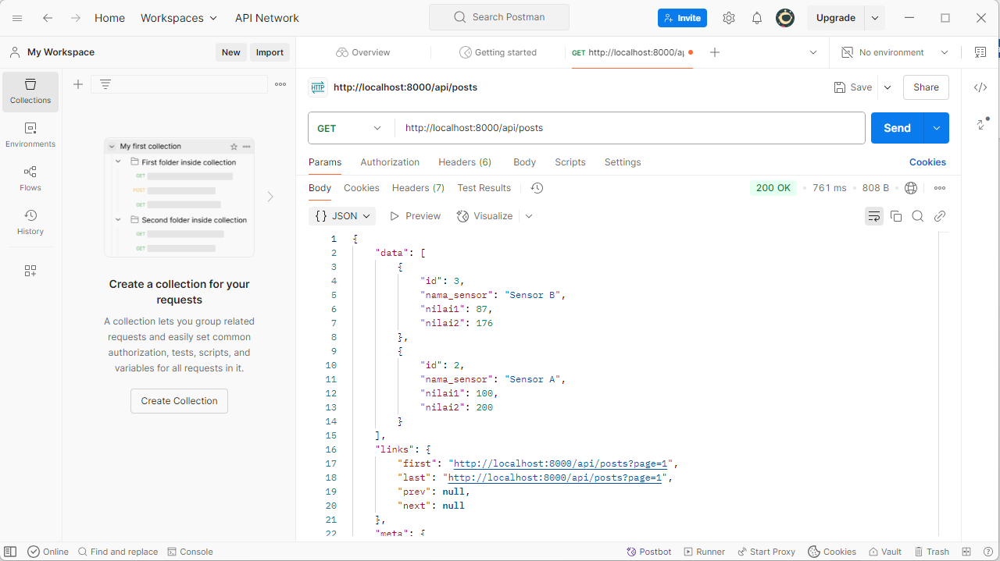 Home Workspaces API Network Search Postman Invite Upgrade
My Workspace New Import Overview Getting started GET http://localhost:8000/ap No environment
Collections
Environments
Flows
History
My first collection
First folder inside collection
GET
POST
GET
Second folder inside collection
GET
GET
Create a collection for your
requests
A collection lets you group related
requests and easily set common
authorization, tests, scripts, and
variables for all requests in it.
Create Collection
HTTP http://localhost:8000/api/posts Save Share
GET http://localhost:8000/api/posts Send
Params Authorization Headers (6) Body Scripts Settings Cookies
Body Cookies Headers (7) Test Results 200 OK 761 ms 808 B
{} JSON Preview Visualize
1 {
2 "data": [
3 {
4 "id": 3,
5 "nama_sensor": "Sensor B",
6 "nilai1": 87,
7 "nilai2": 176
8 },
9 {
10 "id": 2,
11 "nama_sensor": "Sensor A",
12 "nilai1": 100,
13 "nilai2": 200
14 }
15 ],
16 "links": {
17 "first": "http://localhost:8000/api/posts?page=1",
18 "last": "http://localhost:8000/api/posts?page=1",
19 "prev": null,
20 "next": null
21 },
22 "meta": {
Online Find and replace Console Postbot Runner Start Proxy Cookies Vault Trash